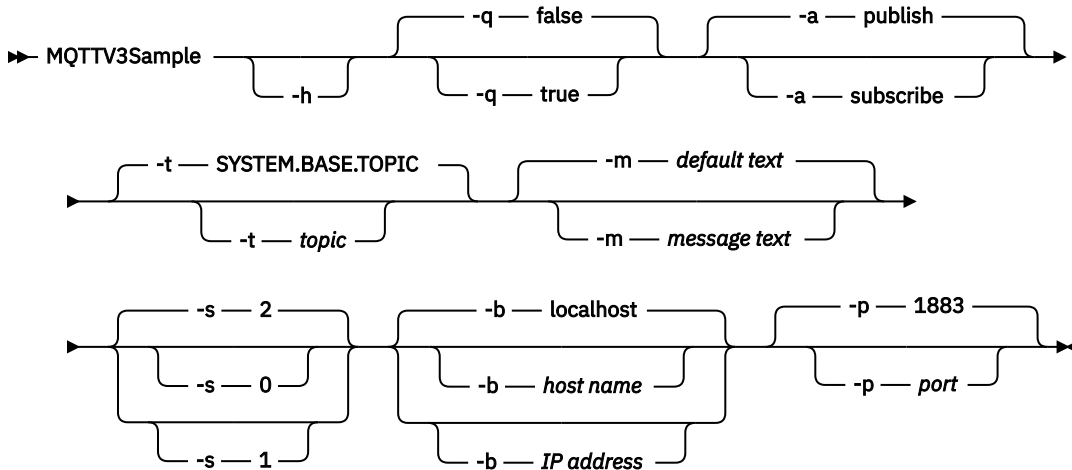 -q false -a publish
MQTTV3Sample
-h -q true -a subscribe
-t SYSTEM.BASE.TOPIC -m default text
-t topic -m message text
-s 2 -b localhost -p 1883
-s 0 -b host name -p port
-s 1 -b IP address